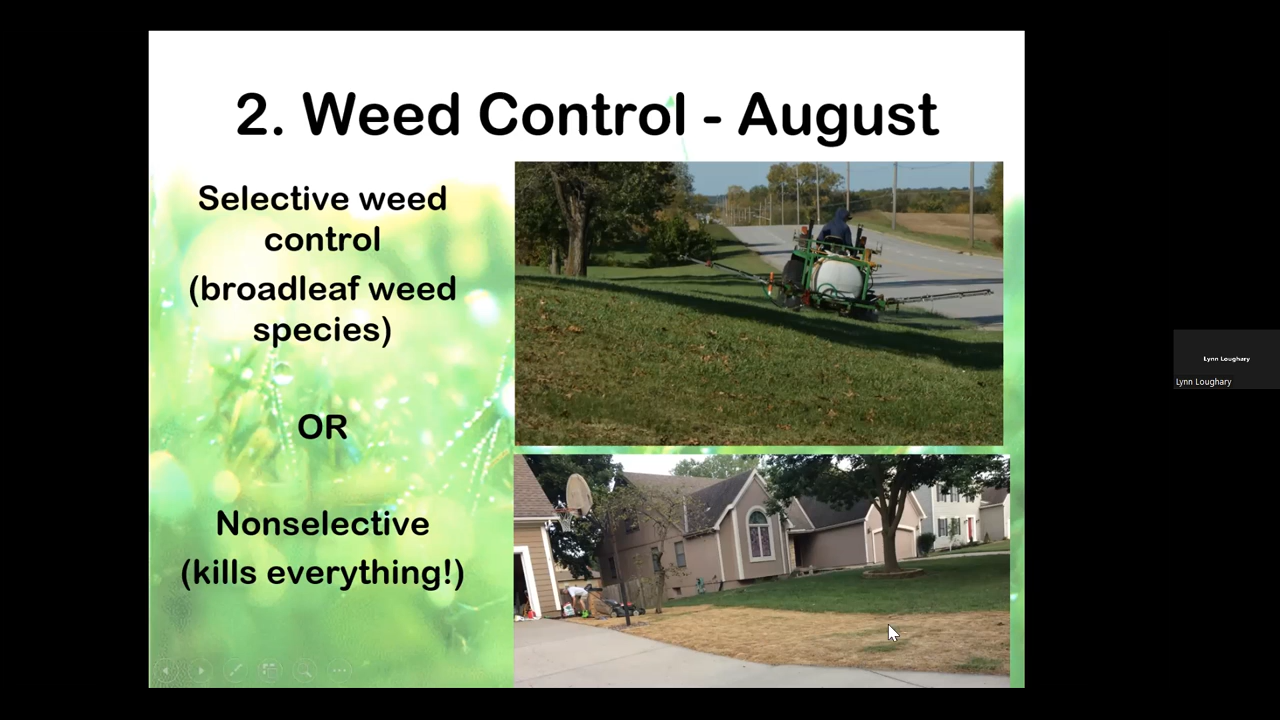 2. Weed Control - August
Selective weed
control
(broadleaf weed
species)
OR
Nonselective
(kills everything!)
Lynn Loughary
Lynn Loughary